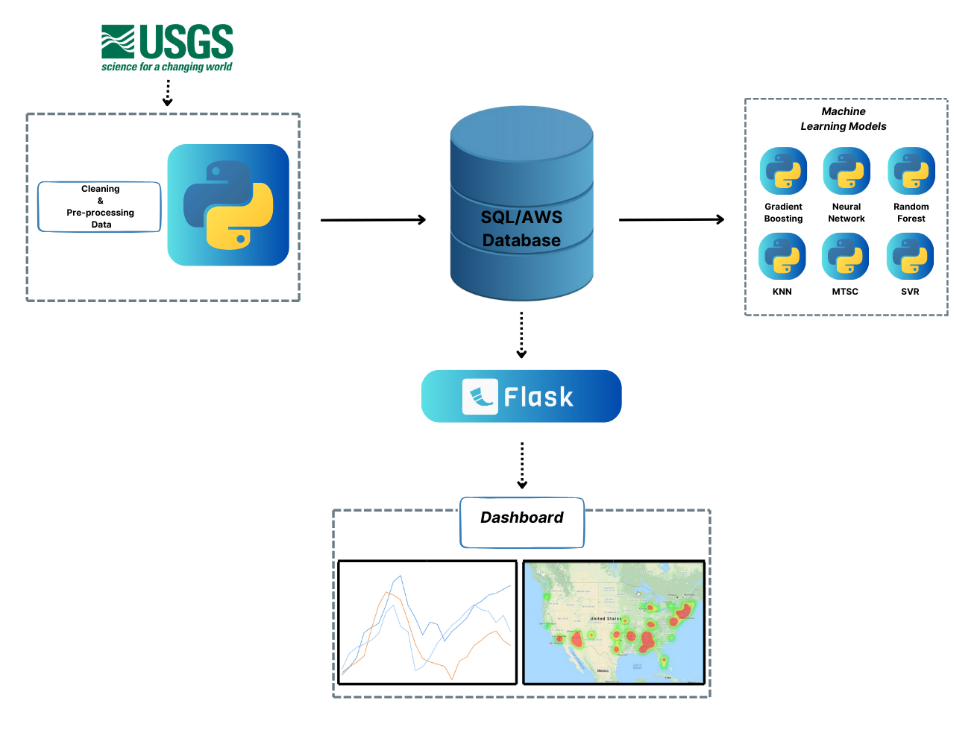 USGS
science for a changing world
Cleaning
&
Pre-processing
Data
SQL/AWS
Database
Machine
Learning Models
Gradient
Boosting
Neural
Network
Random
Forest
KNN
MTSC
SVR
Flask
Dashboard
United States
Mexico